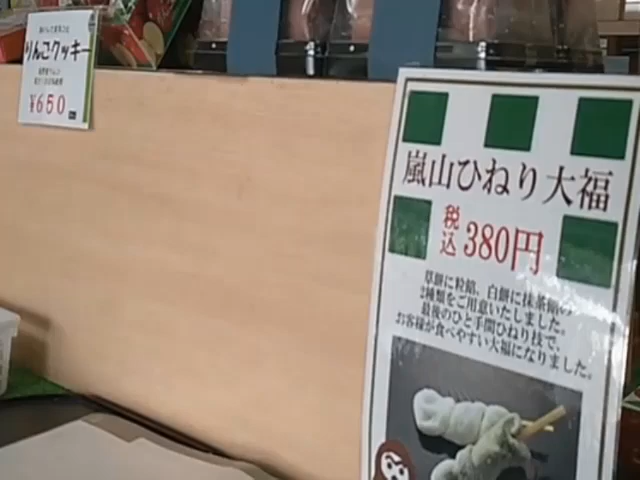 りんごクッキー
¥650
嵐山ひねり大福
税込 380円
草餅に粒餡、白餅に抹茶餡の
2種類をご用意いたしました。
最後のひと手間ひねり技で、
お客様が食べやすい大福になりました。